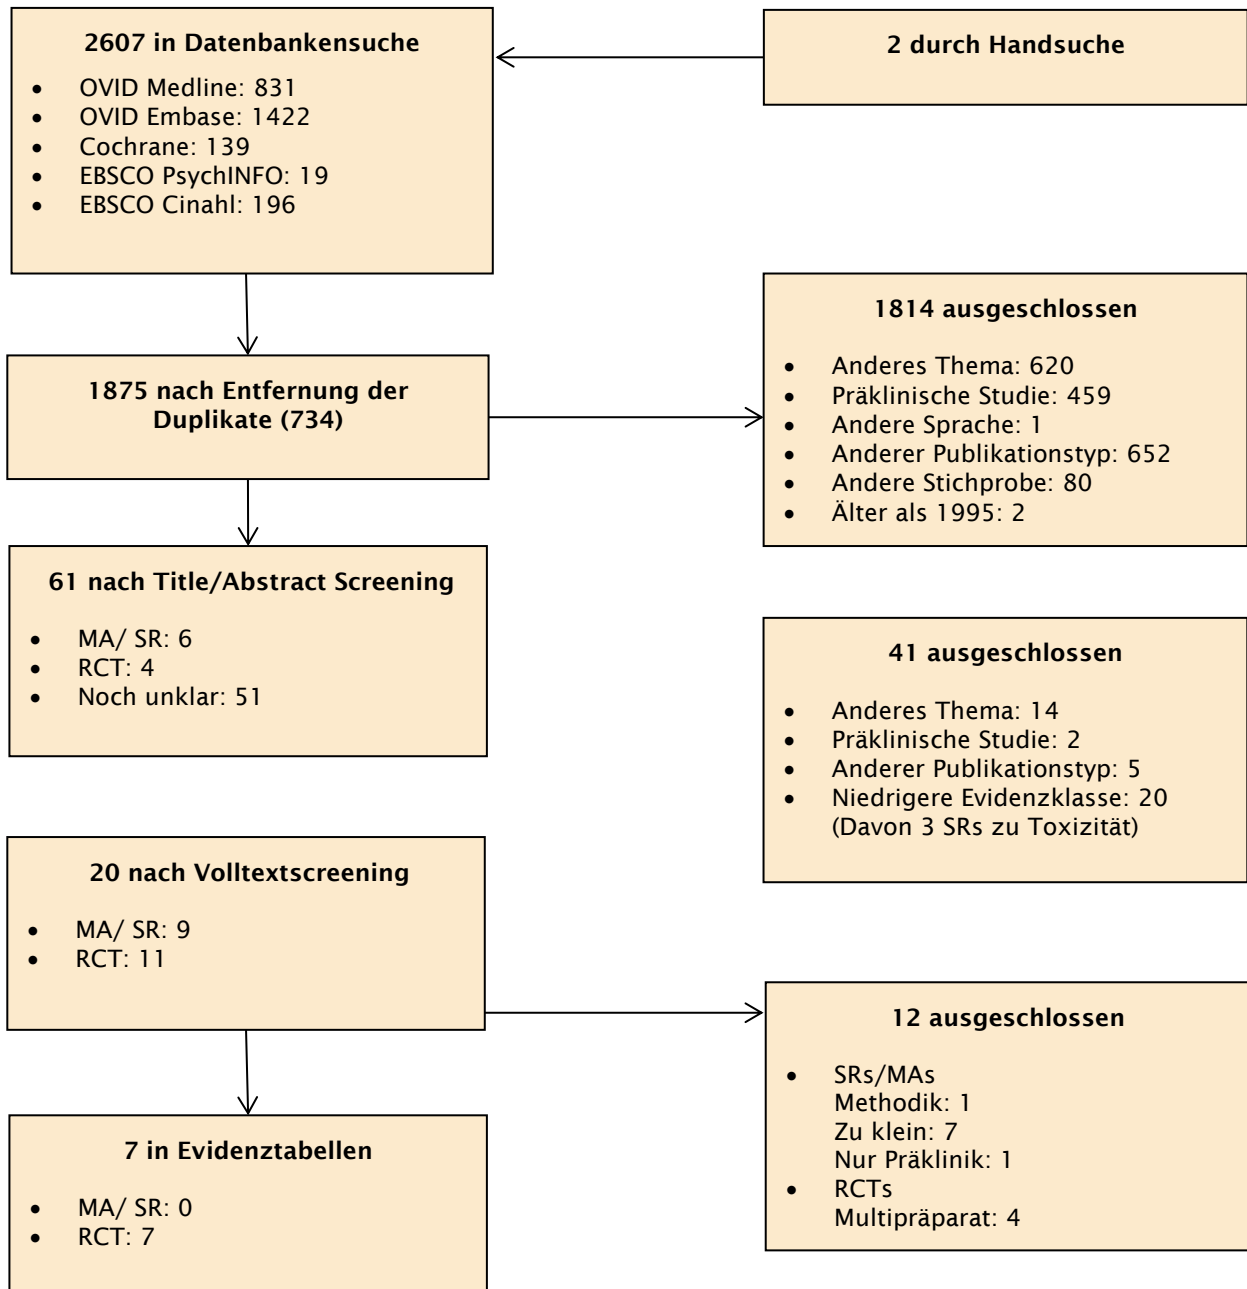 2607 in Datenbankensuche
• OVID Medline: 831
• OVID Embase: 1422
• Cochrane: 139
• EBSCO PsychINFO: 19
• EBSCO Cinahl: 196
2 durch Handsuche
1875 nach Entfernung der
Duplikate (734)
1814 ausgeschlossen
• Anderes Thema: 620
• Präklinische Studie: 459
• Andere Sprache: 1
• Anderer Publikationstyp: 652
• Andere Stichprobe: 80
• Älter als 1995: 2
61 nach Title/Abstract Screening
• MA/ SR: 6
• RCT: 4
• Noch unklar: 51
41 ausgeschlossen
• Anderes Thema: 14
• Präklinische Studie: 2
• Anderer Publikationstyp: 5
• Niedrigere Evidenzklasse: 20
(Davon 3 SRs zu Toxizität)
20 nach Volltextscreening
• MA/ SR: 9
• RCT: 11
12 ausgeschlossen
• SRs/MAs
Methodik: 1
Zu klein: 7
Nur Präklinik: 1
• RCTs
Multipräparat: 4
7 in Evidenztabellen
• MA/ SR: 0
• RCT: 7